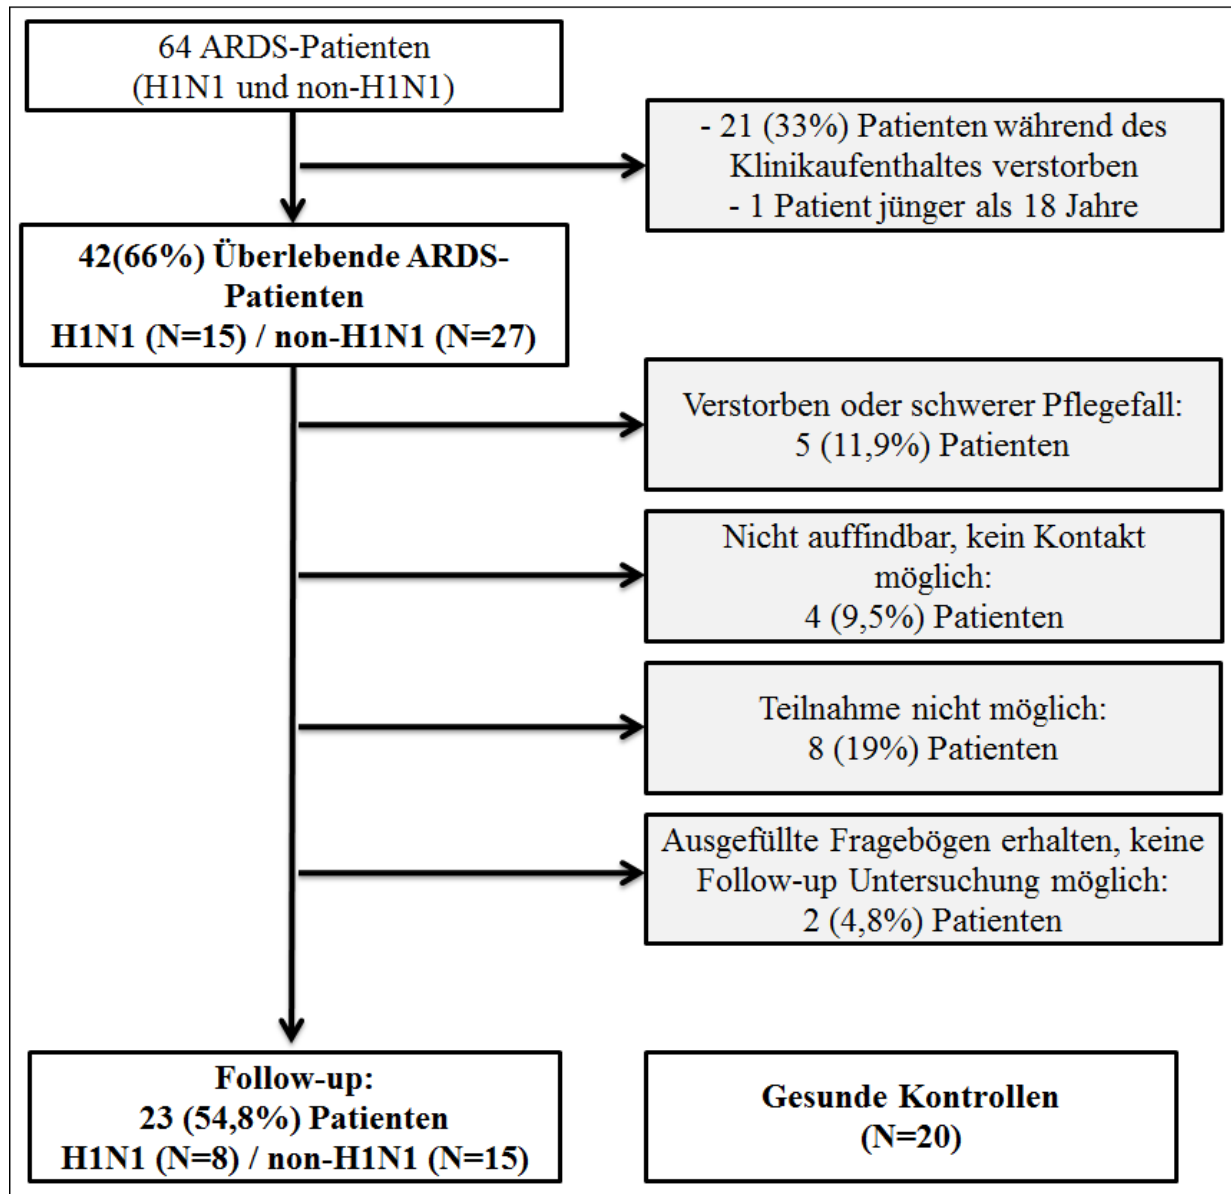 64 ARDS-Patienten
(H1N1 und non-H1N1)
- 21 (33%) Patienten während des
Klinikaufenthaltes verstorben
- 1 Patient jünger als 18 Jahre
42(66%) Überlebende ARDS-
Patienten
H1N1 (N=15) / non-H1N1 (N=27)
Verstorben oder schwerer Pflegefall:
5 (11,9%) Patienten
Nicht auffindbar, kein Kontakt
möglich:
4 (9,5%) Patienten
Teilnahme nicht möglich:
8 (19%) Patienten
Ausgefüllte Fragebögen erhalten, keine
Follow-up Untersuchung möglich:
2 (4,8%) Patienten
Follow-up:
23 (54,8%) Patienten
H1N1 (N=8) / non-H1N1 (N=15)
Gesunde Kontrollen
(N=20)